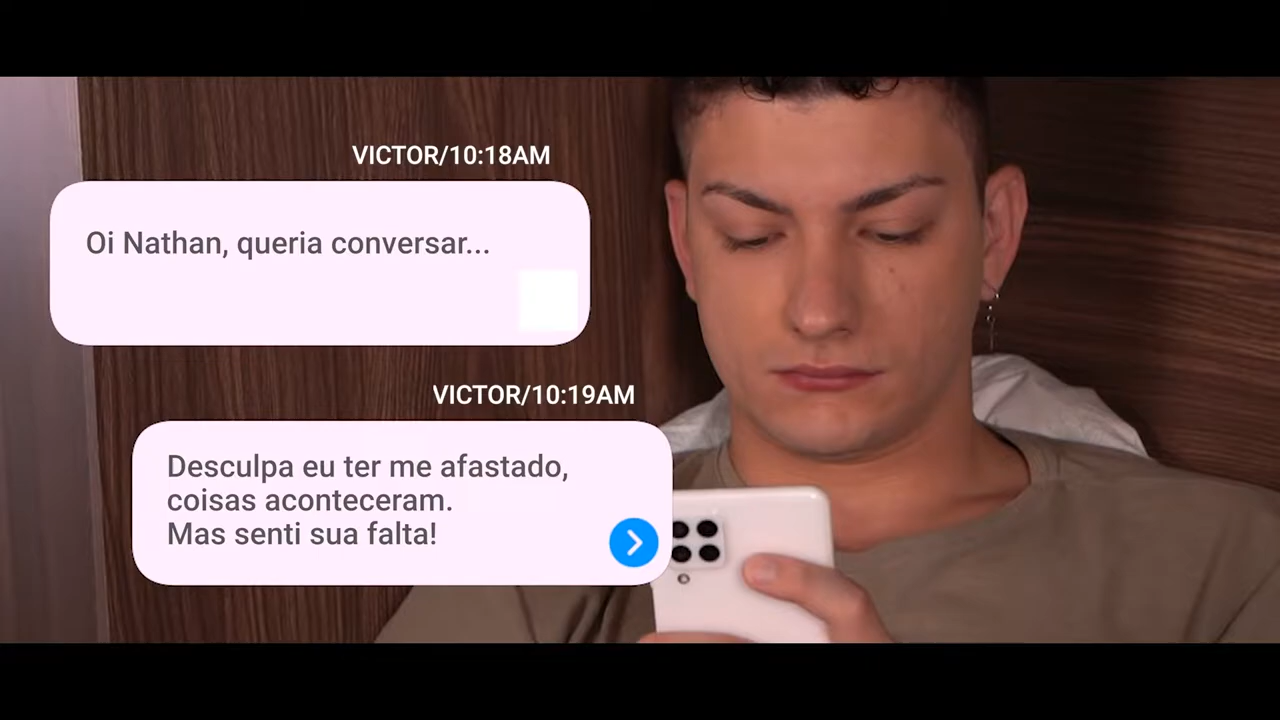 VICTOR/10:18AM
Oi Nathan, queria conversar...
VICTOR/10:19AM
Desculpa eu ter me afastado,
coisas aconteceram.
Mas senti sua falta!